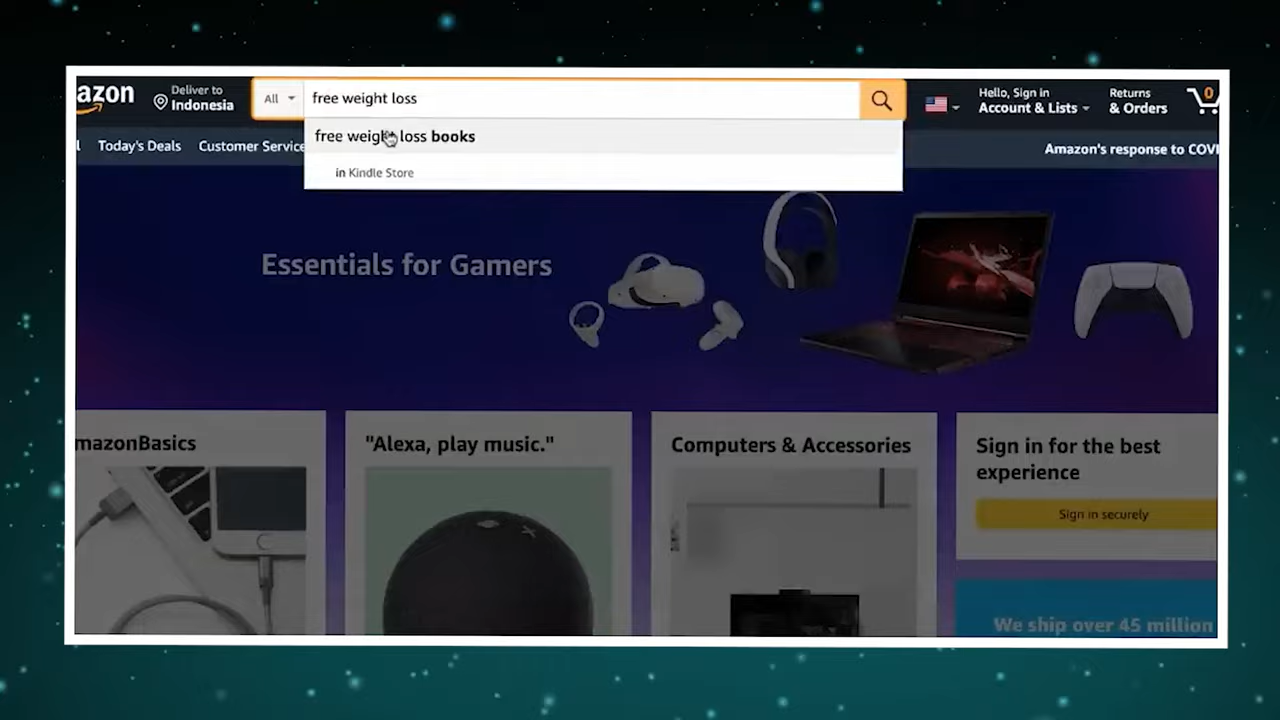 azon
Deliver to
Indonesia
All
free weight loss
Hello, Sign in
Account & Lists
Returns
& Orders
0
free weight loss books
in Kindle Store
l
Today's Deals
Customer Service
Amazon's response to COVI
Essentials for Gamers
mazonBasics
"Alexa, play music."
Computers & Accessories
Sign in for the best
experience
Sign in securely
We ship over 45 million